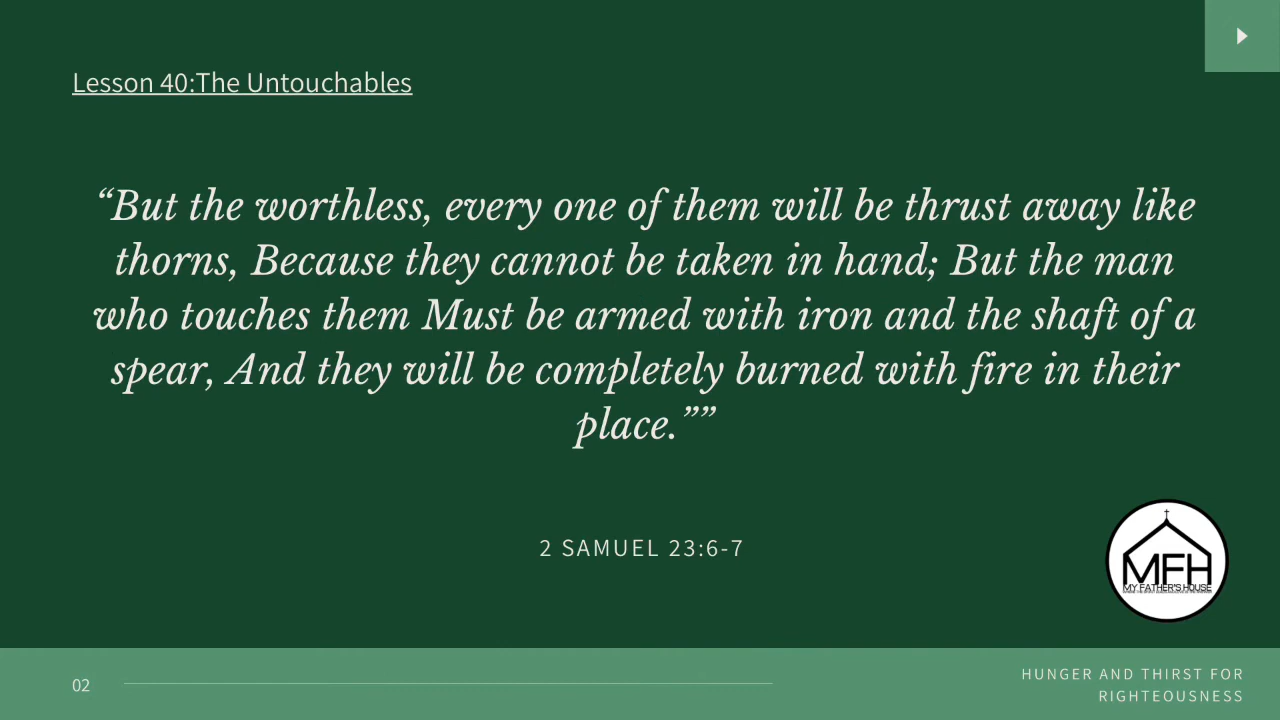 Lesson 40:The Untouchables
“But the worthless, every one of them will be thrust away like
thorns, Because they cannot be taken in hand; But the man
who touches them Must be armed with iron and the shaft of a
spear, And they will be completely burned with fire in their
place.””
2 SAMUEL 23:6-7
MFH
MY FATHER'S HOUSE
02
HUNGER AND THIRST FOR
RIGHTEOUSNESS